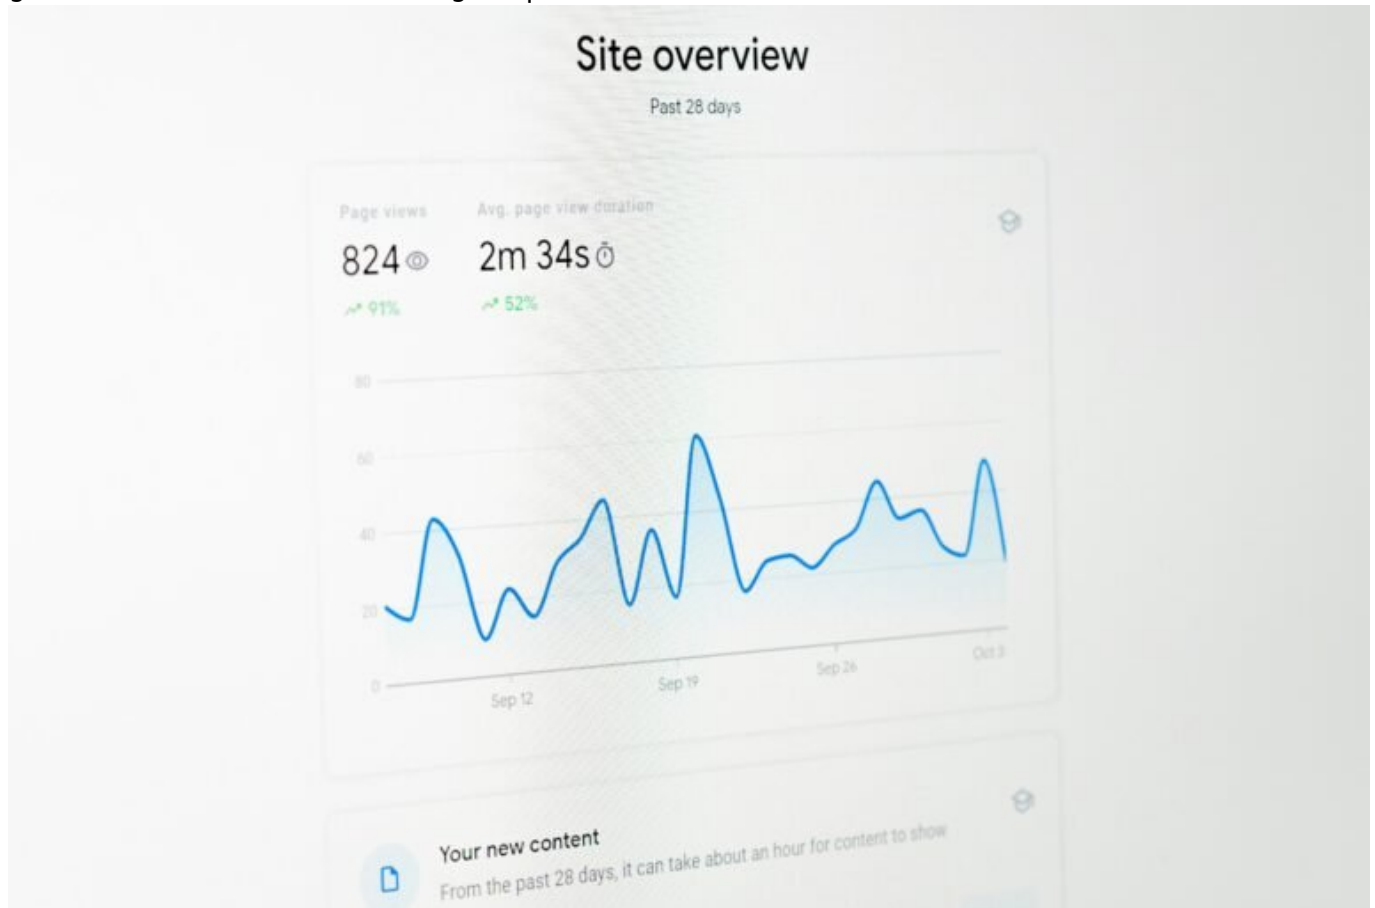 Site overview
Past 28 days
Page views
Avg. page view duration
824
2m 34s
91%
52%
80
60
40
20
0
Sep 12
Sep 19
Sep 26
Oct 3
Your new content
From the past 28 days, it can take about an hour for content to show